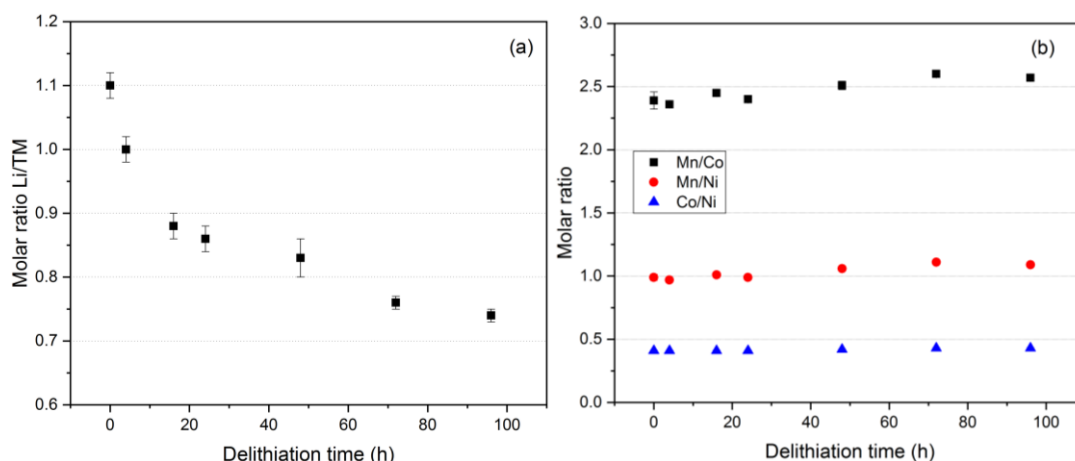 (a)
Molar ratio Li/TM
1.2
1.1
1.0
0.9
0.8
0.7
0.6
0 20 40 60 80 100
Delithiation time (h)
(b)
Molar ratio
3.0
2.5
2.0
1.5
1.0
0.5
0.0
Mn/Co
Mn/Ni
Co/Ni
0 20 40 60 80 100
Delithiation time (h)